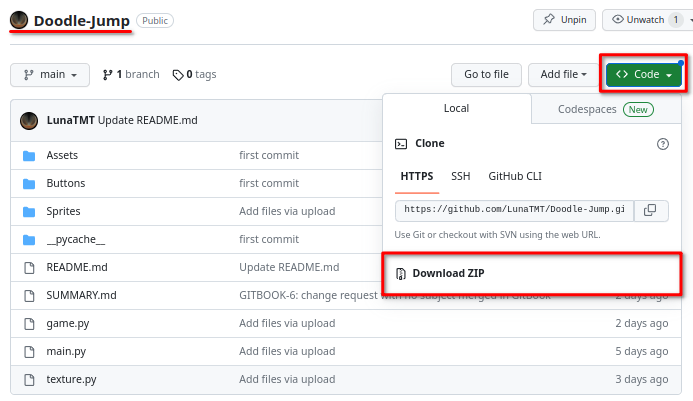 Doodle-Jump Public Unpin Unwatch 1
main 1 branch 0 tags Go to file Add file Code
LunaTMT Update README.md
Local Codespaces New
Clone
HTTPS SSH GitHub CLI
https://github.com/LunaTMT/Doodle-Jump.gi
Use Git or checkout with SVN using the web URL.
Download ZIP
Assets first commit
Buttons first commit
Sprites Add files via upload
__pycache__ first commit
README.md Update README.md
SUMMARY.md GITBOOK-6: change request with no subject merged in GitBook 2 days ago
game.py Add files via upload 2 days ago
main.py Add files via upload 5 days ago
texture.py Add files via upload 3 days ago